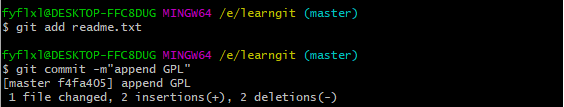 fyflxl@DESKTOP-FFC8DUG MINGW64 /e/learngit (master)
$ git add readme.txt
fyflxl@DESKTOP-FFC8DUG MINGW64 /e/learngit (master)
$ git commit -m"append GPL"
[master f4fa405] append GPL
 1 file changed, 2 insertions(+), 2 deletions(-)